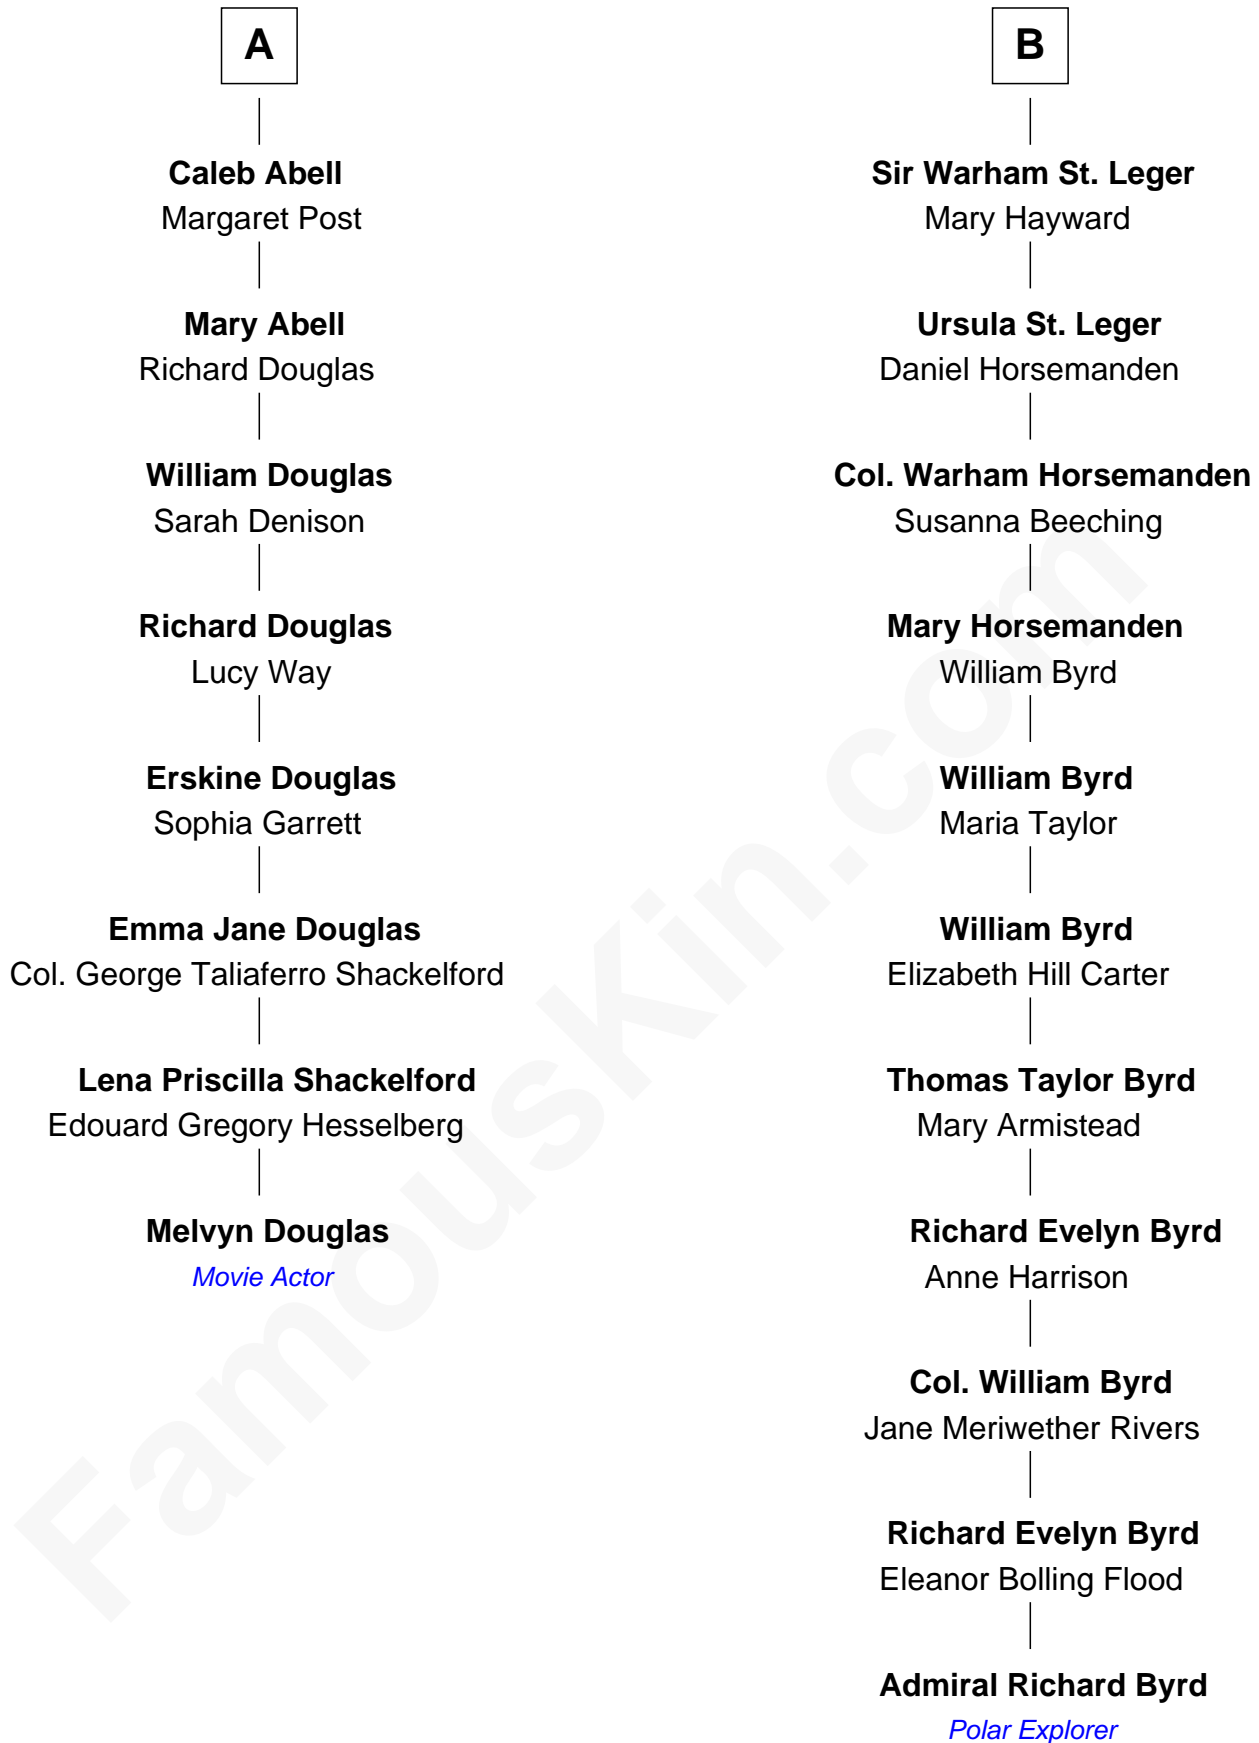 A
Caleb Abell
Margaret Post
Mary Abell
Richard Douglas
William Douglas
Sarah Denison
Richard Douglas
Lucy Way
Erskine Douglas
Sophia Garrett
Emma Jane Douglas
Col. George Taliaferro Shackelford
Lena Priscilla Shackelford
Edouard Gregory Hesselberg
Melvyn Douglas
Movie Actor
B
Sir Warham St. Leger
Mary Hayward
Ursula St. Leger
Daniel Horsemanden
Col. Warham Horsemanden
Susanna Beeching
Mary Horsemanden
William Byrd
William Byrd
Maria Taylor
William Byrd
Elizabeth Hill Carter
Thomas Taylor Byrd
Mary Armistead
Richard Evelyn Byrd
Anne Harrison
Col. William Byrd
Jane Meriwether Rivers
Richard Evelyn Byrd
Eleanor Bolling Flood
Admiral Richard Byrd
Polar Explorer
FamousKin.com